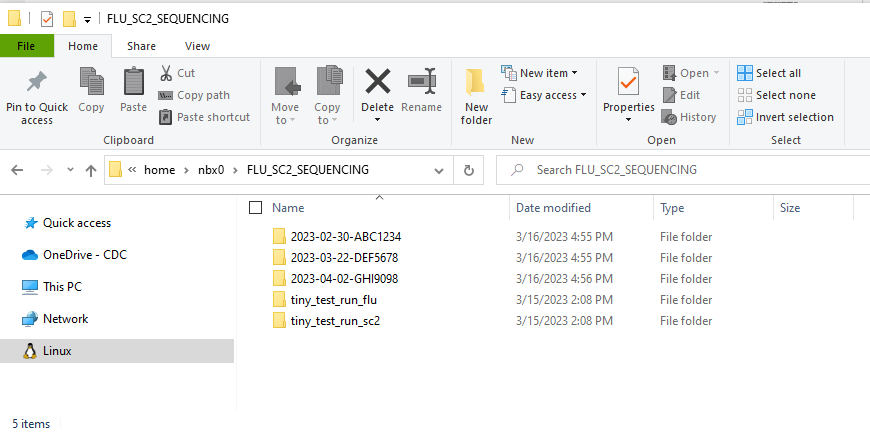 FLU_SC2_SEQUENCING
File Home Share View
Pin to Quick access
Copy
Paste
Cut
Copy path
Paste shortcut
Clipboard
Move to
Copy to
Delete
Rename
Organize
New folder
New item
Easy access
New
Properties
Open
Edit
History
Open
Select all
Select none
Invert selection
Select
home nbx0 FLU_SC2_SEQUENCING
Search FLU_SC2_SEQUENCING
Quick access
OneDrive - CDC
This PC
Network
Linux
Name Date modified Type Size
2023-02-30-ABC1234 3/16/2023 4:55 PM File folder
2023-03-22-DEF5678 3/16/2023 4:55 PM File folder
2023-04-02-GHI9098 3/16/2023 4:56 PM File folder
tiny_test_run_flu 3/15/2023 2:08 PM File folder
tiny_test_run_sc2 3/15/2023 2:08 PM File folder
5 items